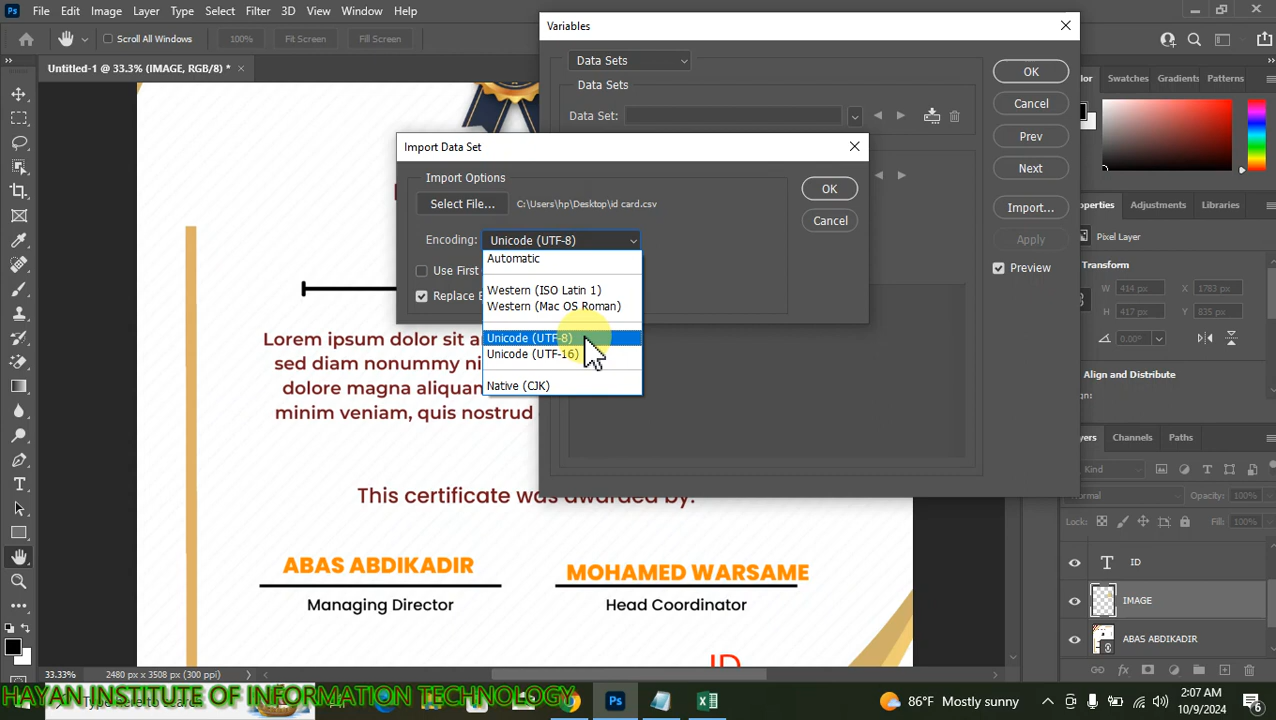 Ps File Edit Image Layer Type Select Filter 3D View Window Help
Scroll All Windows 100% Fit Screen Fill Screen
Untitled-1 @ 33.3% (IMAGE, RGB/8) *
Variables
Data Sets
Data Sets
Data Set:
OK
Cancel
Prev
Next
Import...
Apply
Preview
Import Data Set
Import Options
Select File... C:\Users\hp\Desktop\id card.csv
Encoding: Unicode (UTF-8)
Automatic
Western (ISO Latin 1)
Western (Mac OS Roman)
Unicode (UTF-8)
Unicode (UTF-16)
Native (CJK)
Use First
Replace E
OK
Cancel
Lorem ipsum dolor sit a
sed diam nonummy
dolore magna aliquam
minim veniam, quis nostrud
This certificate was awarded by:
ABAS ABDIKADIR
MOHAMED WARSAME
Managing Director
Head Coordinator
ID
Swatches Gradients Patterns
roperties Adjustments Libraries
Pixel Layer
Transform
W: 414 px X: 1783 px
H: 417 px Y: 835 px
0.00°
Align and Distribute
yers Channels Paths
Kind
ormal Opacity: 100%
Lock: Fill: 100%
ID
IMAGE
ABAS ABDIKADIR
33.33% 2480 px x 3508 px (300 ppi)
HAYAN INSTITUTE OF INFORMATION TECHNOLOGY
86°F Mostly sunny
2:07 AM
10/9/2024